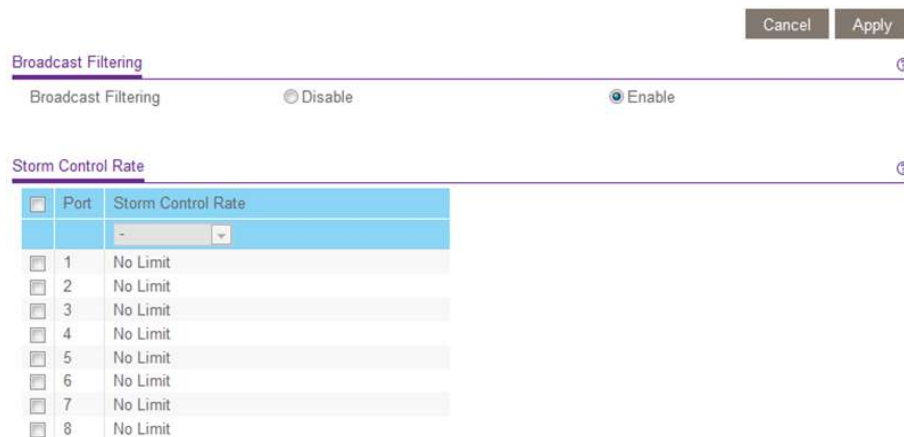 Cancel Apply
Broadcast Filtering
Broadcast Filtering Disable Enable
Storm Control Rate
Port Storm Control Rate
-
1 No Limit
2 No Limit
3 No Limit
4 No Limit
5 No Limit
6 No Limit
7 No Limit
8 No Limit